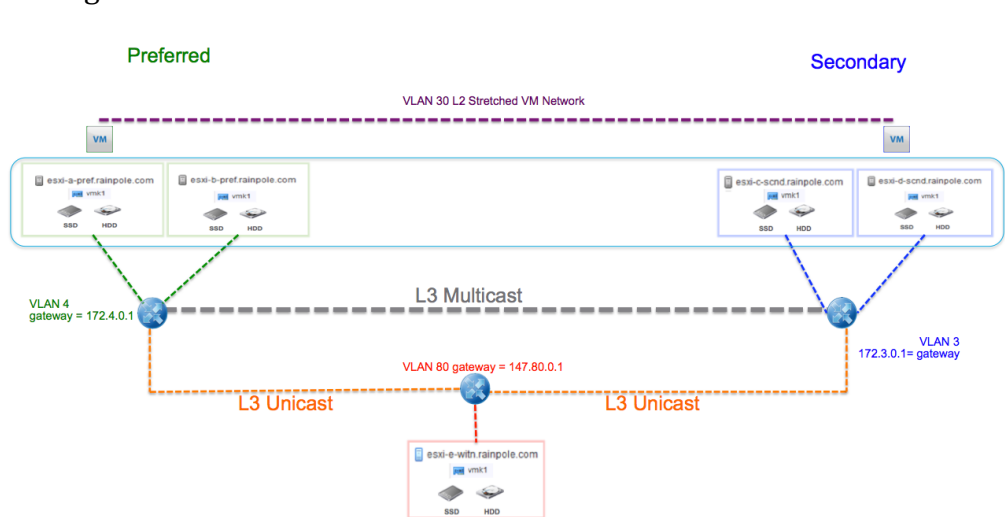 Preferred
Secondary
VLAN 30 L2 Stretched VM Network
VM
VM
esxi-a-pref.rainpole.com
vmk1
SSD HDD
esxi-b-pref.rainpole.com
vmk1
SSD HDD
esxi-c-scnd.rainpole.com
vmk1
SSD HDD
esxi-d-scnd.rainpole.com
vmk1
SSD HDD
VLAN 4
gateway = 172.4.0.1
L3 Multicast
VLAN 3
172.3.0.1= gateway
VLAN 80 gateway = 147.80.0.1
L3 Unicast
L3 Unicast
esxi-e-witn.rainpole.com
vmk1
SSD HDD